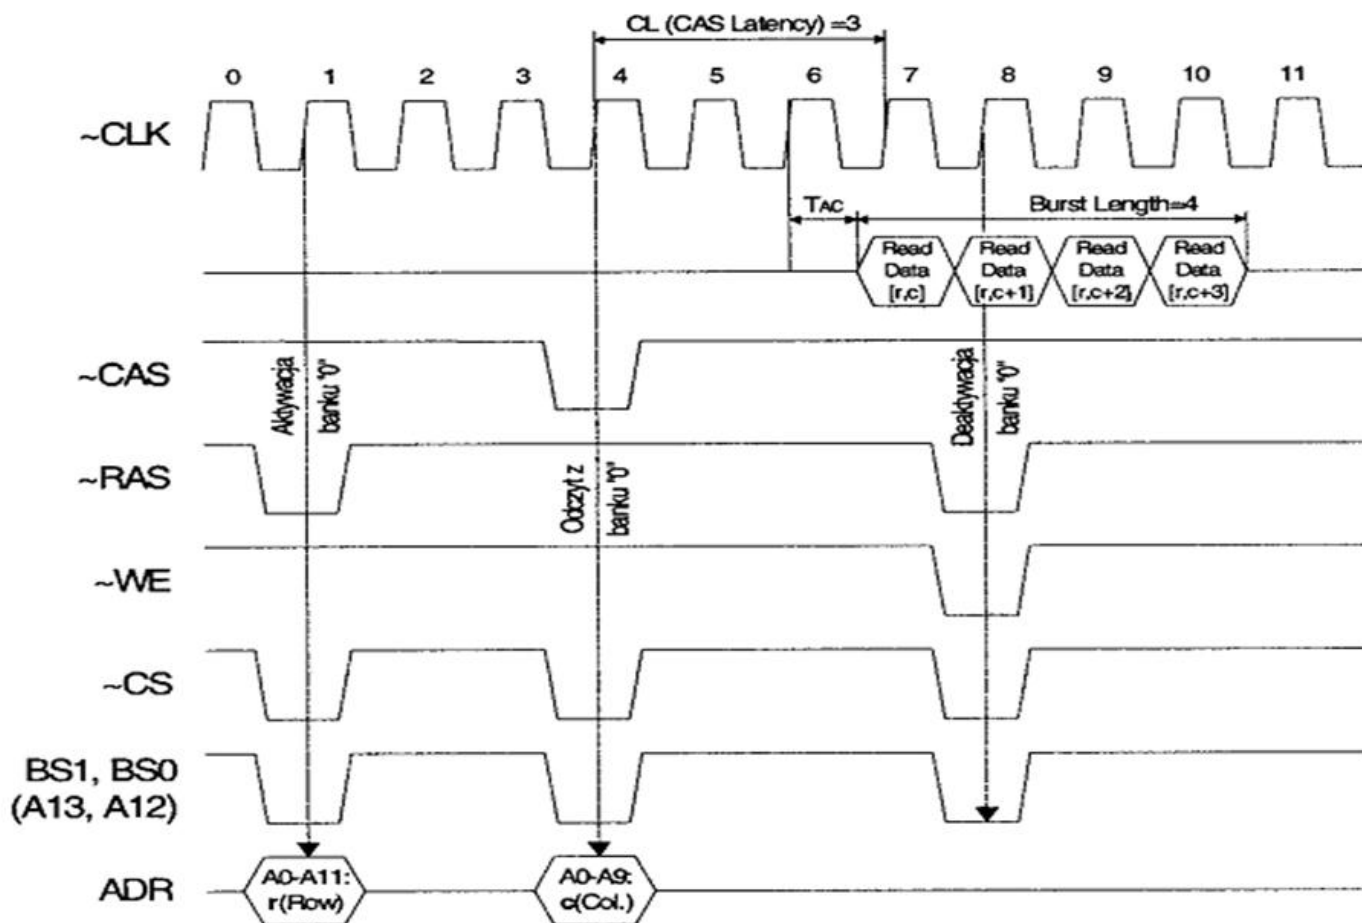 CL (CAS Latency) =3
0 1 2 3 4 5 6 7 8 9 10 11
~CLK
TAC
Burst Length=4
Read Data [r,c]
Read Data [r,c+1]
Read Data [r,c+2]
Read Data [r,c+3]
~CAS
Aktywacja
banku "0"
Deaktywacja
banku "0"
~RAS
Odczyt z
banku "0"
~WE
~CS
BS1, BS0
(A13, A12)
ADR
A0-A11:
r(Row)
A0-A9:
c(Col.)